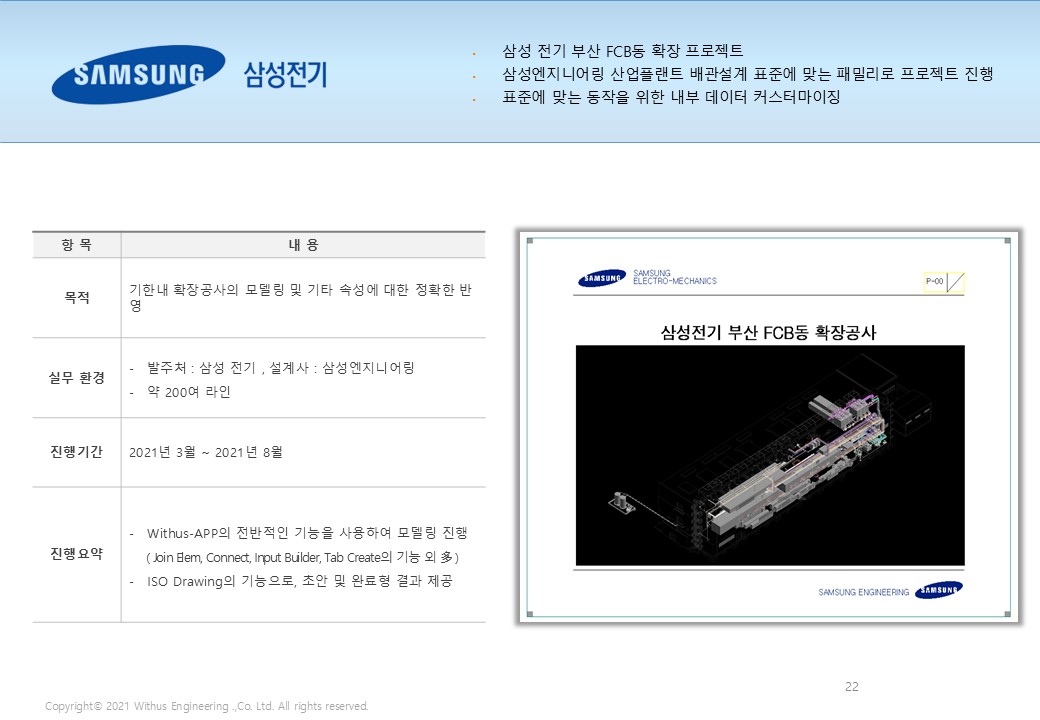 SAMSUNG 삼성전기
• 삼성 전기 부산 FCB동 확장 프로젝트
• 삼성엔지니어링 산업플랜트 배관설계 표준에 맞는 패밀리로 프로젝트 진행
• 표준에 맞는 동작을 위한 내부 데이터 커스터마이징
항 목 내 용
목적 기한내 확장공사의 모델링 및 기타 속성에 대한 정확한 반
영
실무 환경
- 발주처 : 삼성 전기 , 설계사 : 삼성엔지니어링
- 약 200여 라인
진행기간 2021년 3월 ~ 2021년 8월
진행요약
- Withus-APP의 전반적인 기능을 사용하여 모델링 진행
( Join Elem, Connect, Input Builder, Tab Create의 기능 외 多 )
- ISO Drawing의 기능으로, 초안 및 완료형 결과 제공
SAMSUNG
SAMSUNG
ELECTRO-MECHANICS
P-00
삼성전기 부산 FCB동 확장공사
SAMSUNG ENGINEERING SAMSUNG
22
Copyright© 2021 Withus Engineering .,Co. Ltd. All rights reserved.